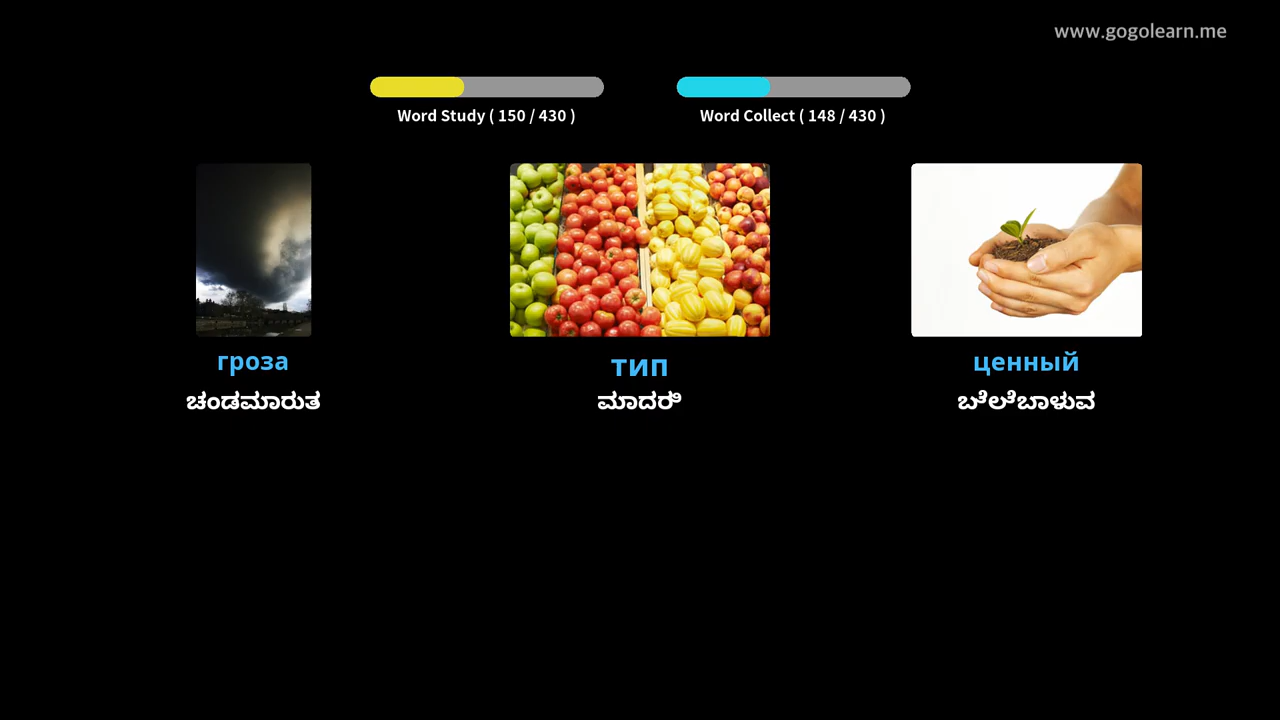 www.gogolearn.me
Word Study ( 150 / 430 )
Word Collect ( 148 / 430 )
гроза
тип
ценный
ಚಂಡಮಾರುತ
ಮಾದರಿ
ಬೆಲೆಬಾಳುವ